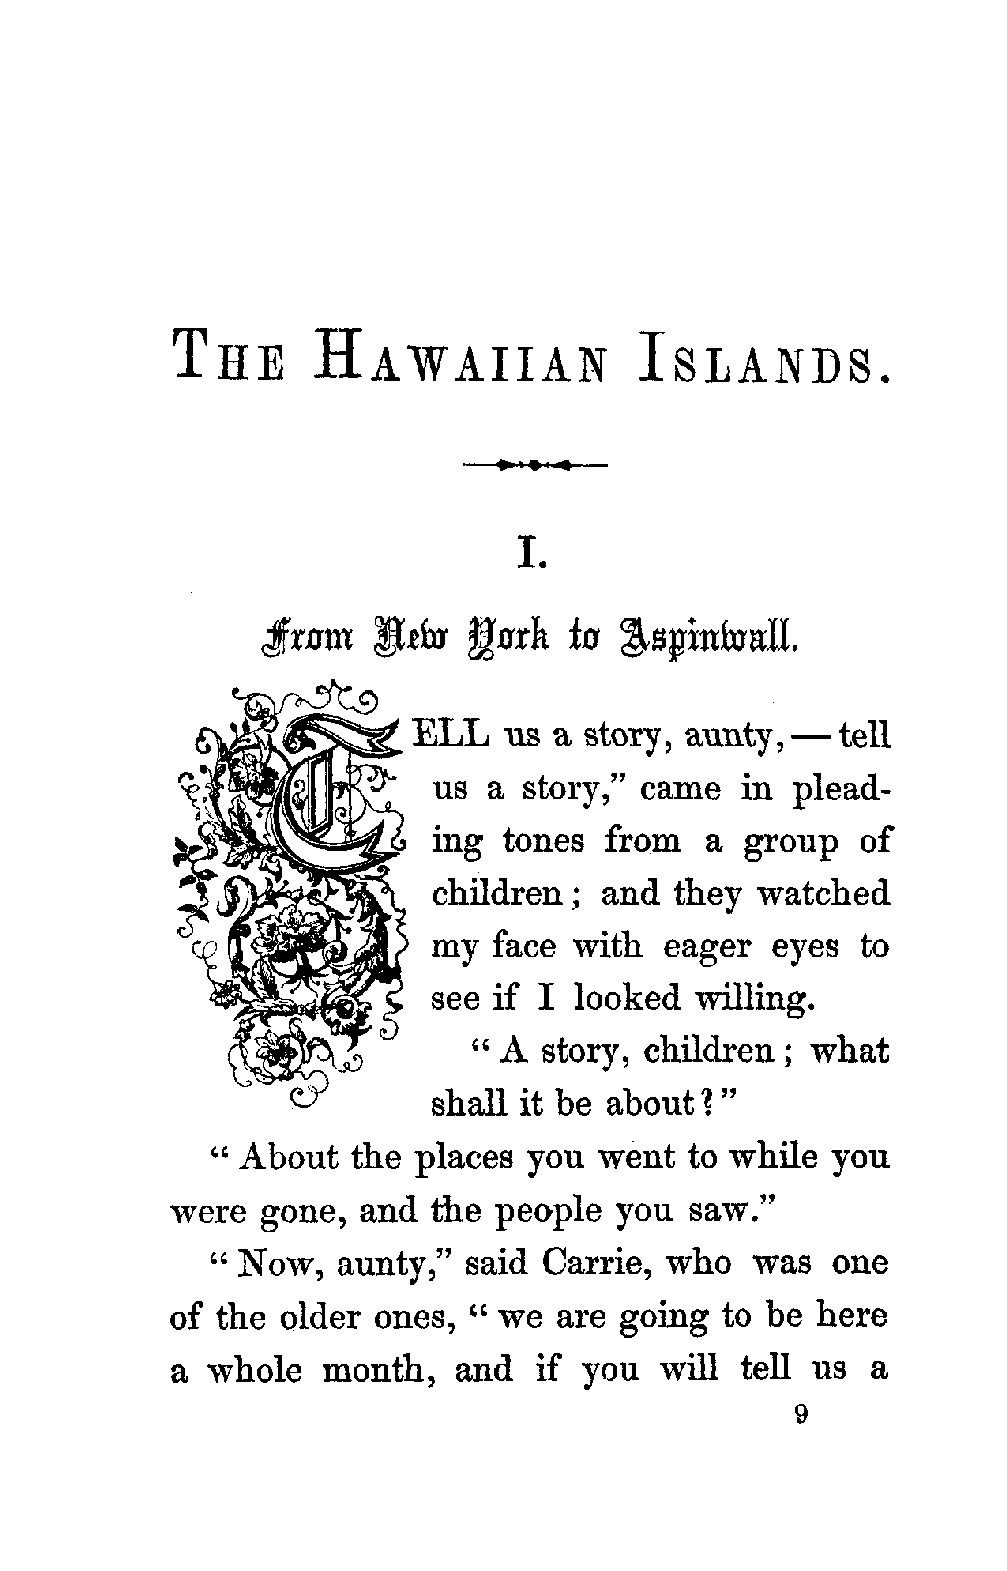 THE HAWAIIAN ISLANDS.
I.
From New York to Aspinwall.
TELL us a story, aunty,—tell
us a story,” came in plead-
ing tones from a group of
children; and they watched
my face with eager eyes to
see if I looked willing.
“A story, children; what
shall it be about?”
“About the places you went to while you
were gone, and the people you saw.”
“Now, aunty,” said Carrie, who was one
of the older ones, “we are going to be here
a whole month, and if you will tell us a
9